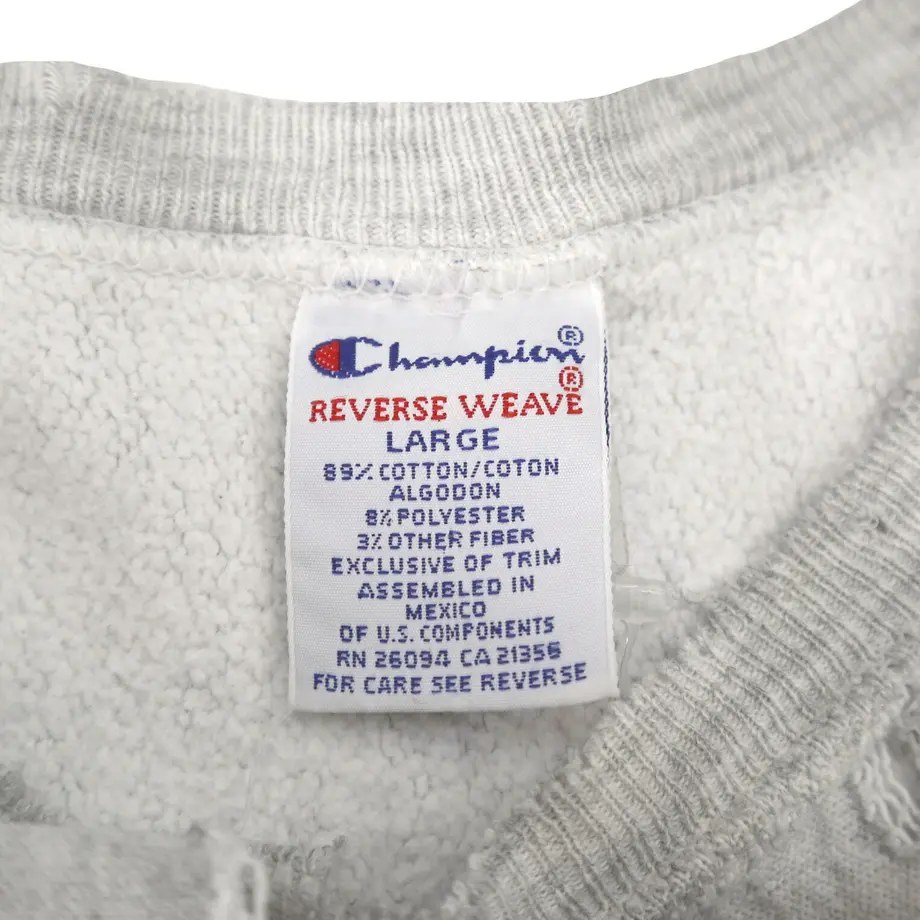 Champion®
REVERSE WEAVE®
LARGE
89% COTTON/COTON
ALGODON
8% POLYESTER
3% OTHER FIBER
EXCLUSIVE OF TRIM
ASSEMBLED IN
MEXICO
OF U.S. COMPONENTS
RN 26094 CA 21356
FOR CARE SEE REVERSE